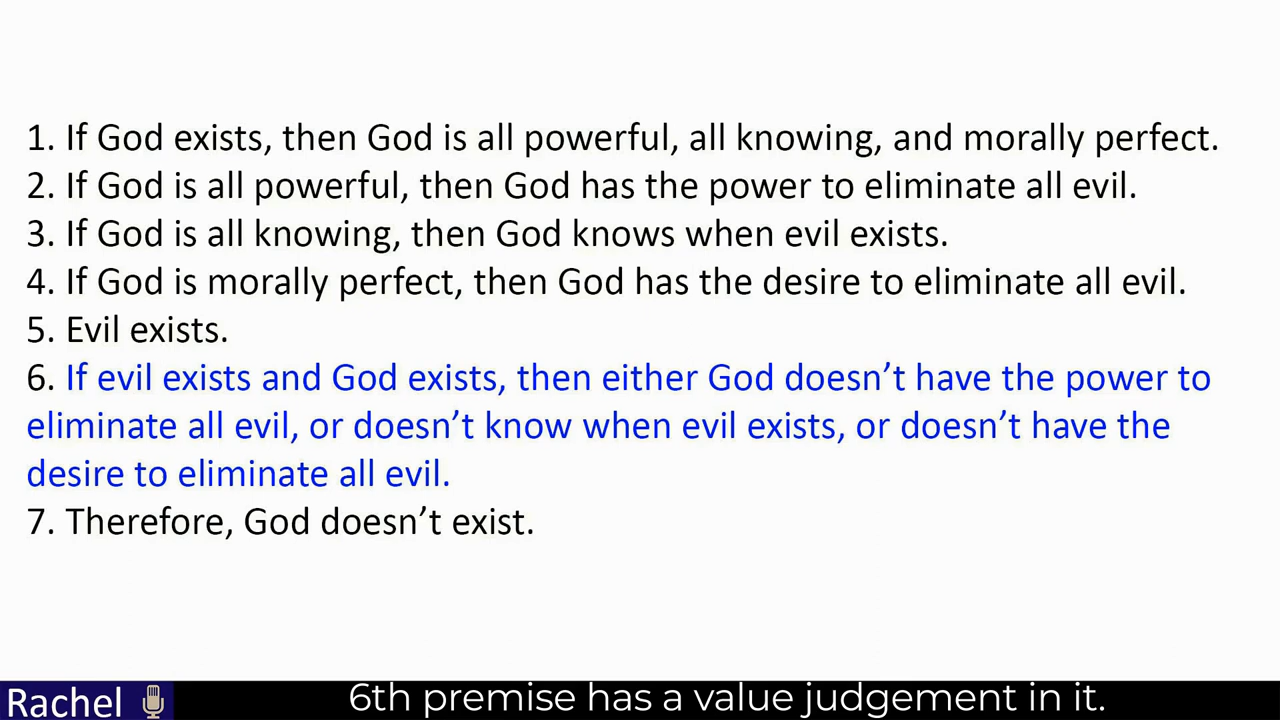 1. If God exists, then God is all powerful, all knowing, and morally perfect.
2. If God is all powerful, then God has the power to eliminate all evil.
3. If God is all knowing, then God knows when evil exists.
4. If God is morally perfect, then God has the desire to eliminate all evil.
5. Evil exists.
6. If evil exists and God exists, then either God doesn’t have the power to
eliminate all evil, or doesn’t know when evil exists, or doesn’t have the
desire to eliminate all evil.
7. Therefore, God doesn’t exist.
Rachel
6th premise has a value judgement in it.